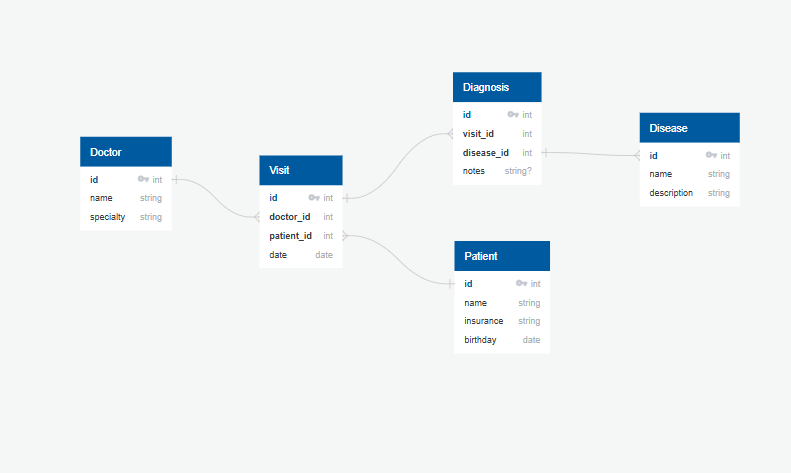 Doctor
id int
name string
specialty string
Visit
id int
doctor_id int
patient_id int
date date
Diagnosis
id int
visit_id int
disease_id int
notes string?
Disease
id int
name string
description string
Patient
id int
name string
insurance string
birthday date